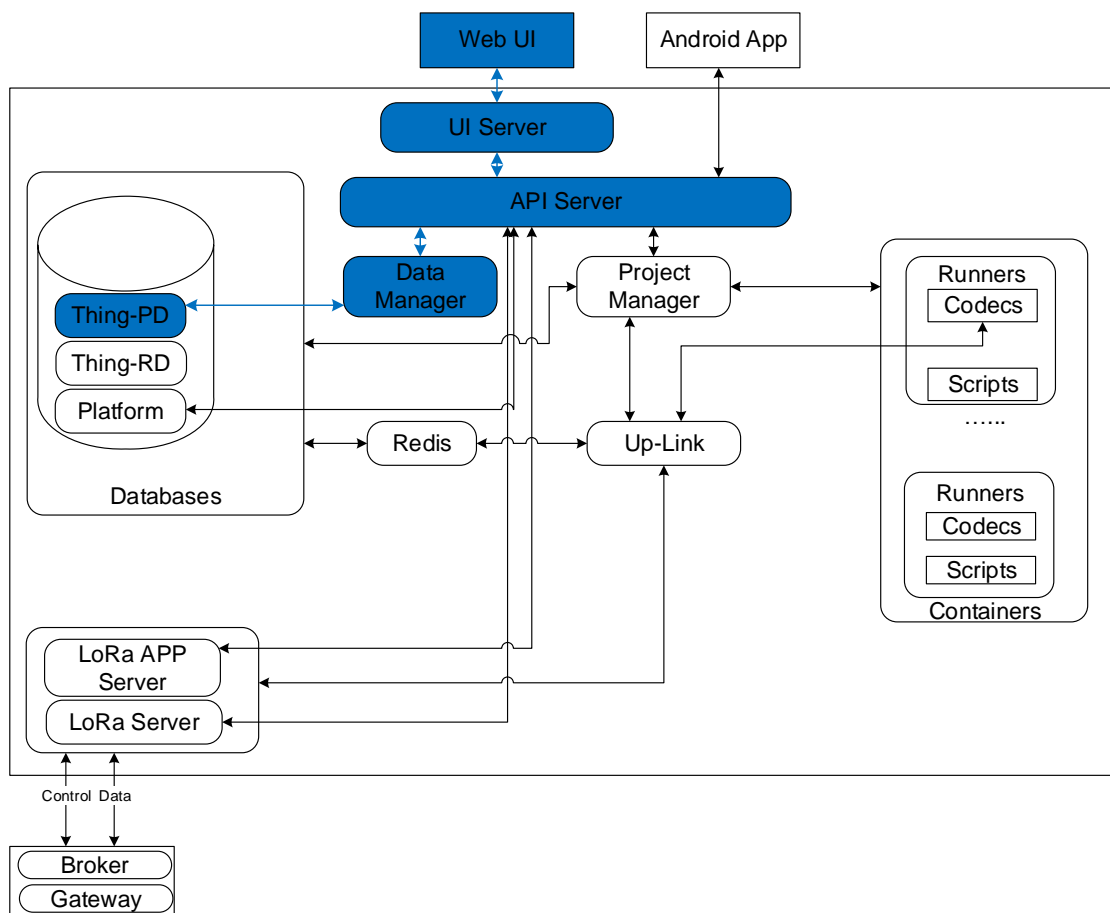 Web UI
Android App
UI Server
API Server
Data
Manager
Project
Manager
Runners
Codecs
Scripts
......
Thing-PD
Thing-RD
Platform
Redis
Up-Link
Databases
Runners
Codecs
Scripts
Containers
LoRa APP
Server
LoRa Server
Control Data
Broker
Gateway